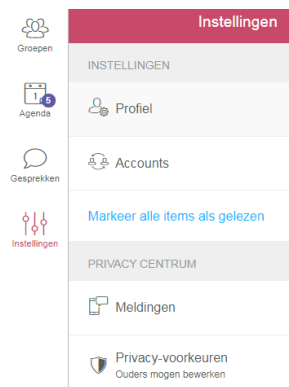 Groepen
1
5
Agenda
Gesprekken
Instellingen
Instellingen
INSTELLINGEN
Profiel
Accounts
Markeer alle items als gelezen
PRIVACY CENTRUM
Meldingen
Privacy-voorkeuren
Ouders mogen bewerken